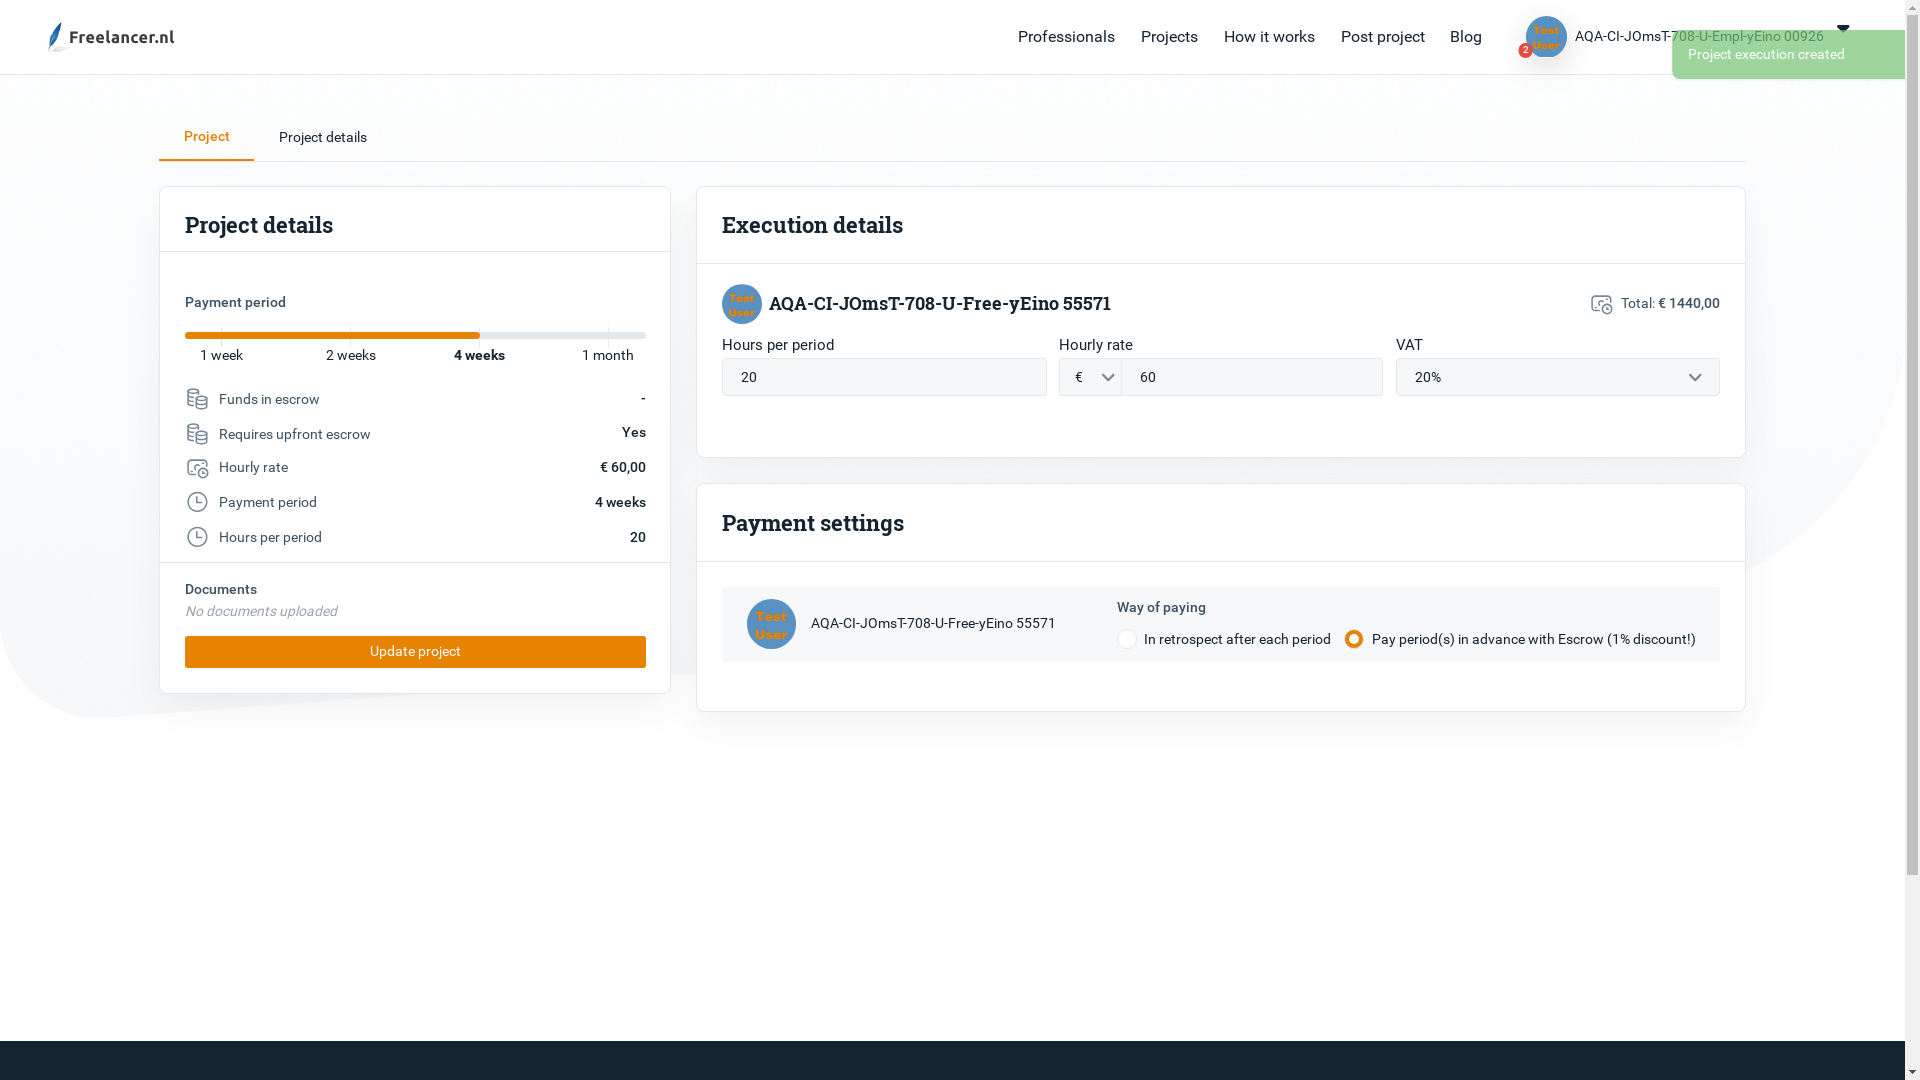 Freelancer.nl
Professionals
Projects
How it works
Post project
Blog
Test User
2
AQA-CI-JOmsT-708-U-Empl-yEino 00926
Project execution created
Project
Project details
Project details
Payment period
1 week
2 weeks
4 weeks
1 month
Funds in escrow
-
Requires upfront escrow
Yes
Hourly rate
€ 60,00
Payment period
4 weeks
Hours per period
20
Documents
No documents uploaded
Update project
Execution details
Test User
AQA-CI-JOmsT-708-U-Free-yEino 55571
Total: € 1440,00
Hours per period
Hourly rate
VAT
20
€
60
20%
Payment settings
Test User
AQA-CI-JOmsT-708-U-Free-yEino 55571
Way of paying
In retrospect after each period
Pay period(s) in advance with Escrow (1% discount!)